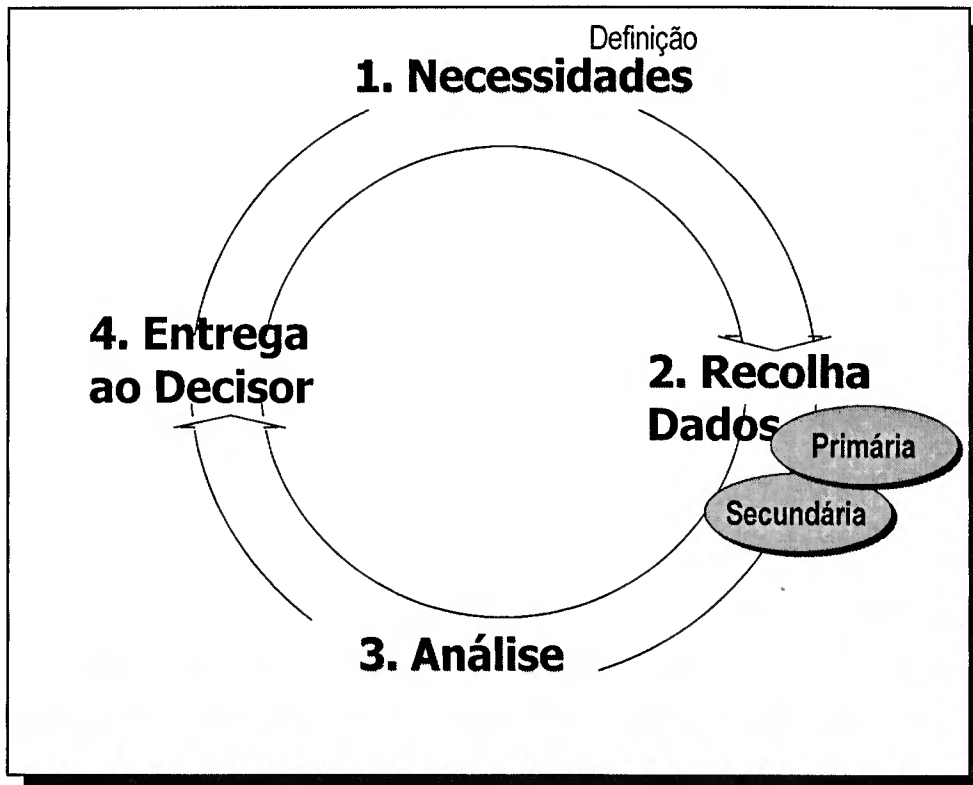 Definição
1. Necessidades
2. Recolha
Dados
Primária
Secundária
3. Análise
4. Entrega
ao Decisor